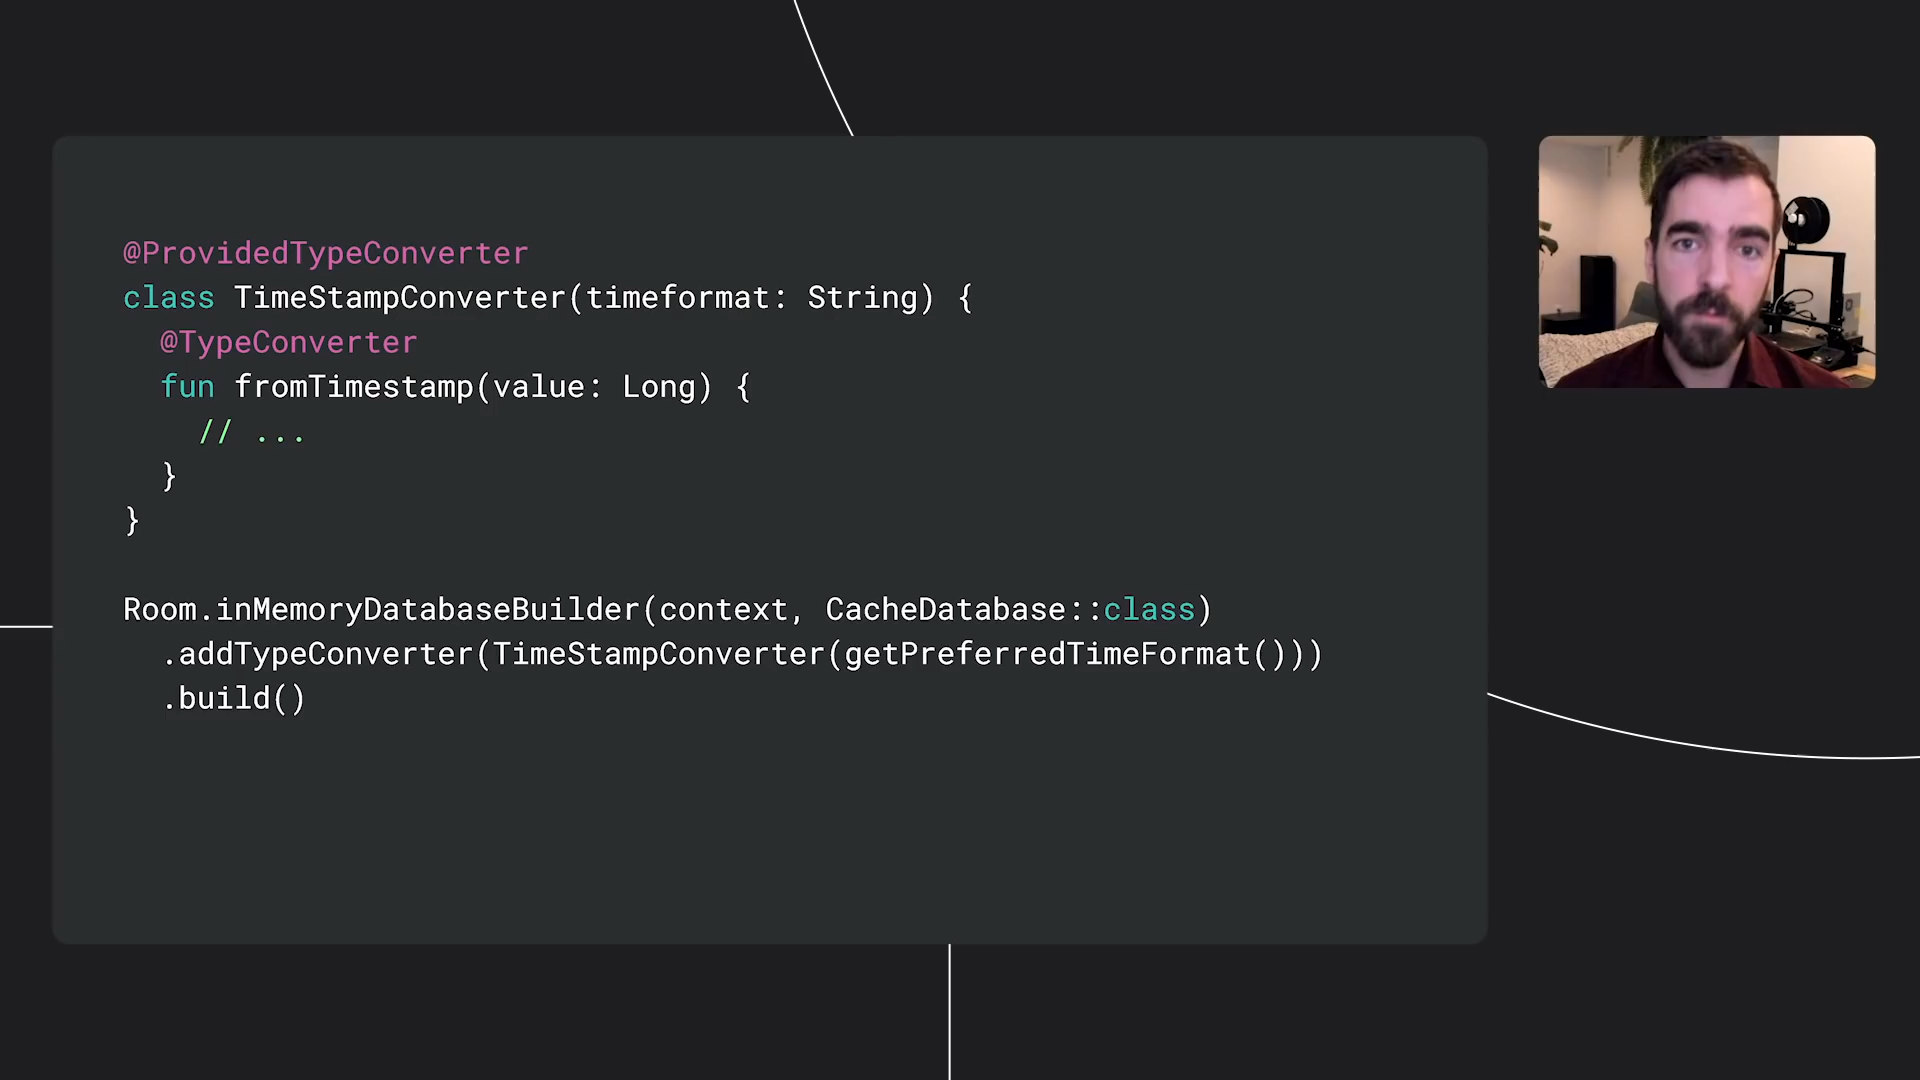 @ProvidedTypeConverter
class TimeStampConverter(timeformat: String) {
  @TypeConverter
  fun fromTimestamp(value: Long) {
    // ...
  }
}

Room.inMemoryDatabaseBuilder(context, CacheDatabase::class)
  .addTypeConverter(TimeStampConverter(getPreferredTimeFormat()))
  .build()